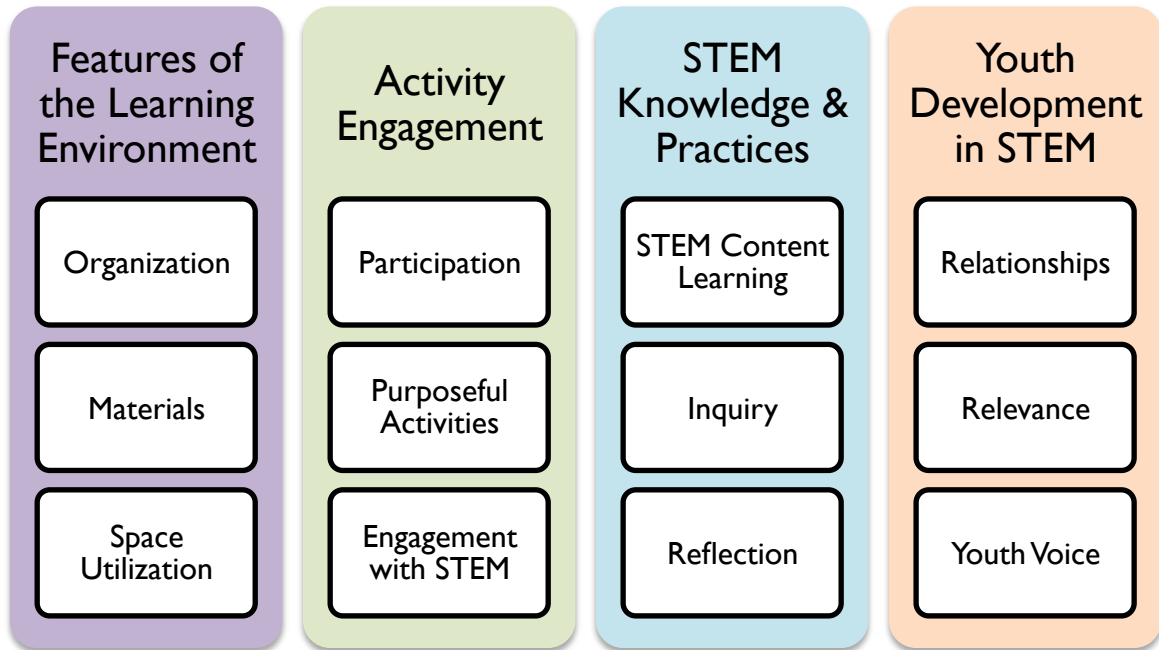 Features of
the Learning
Environment
Organization
Materials
Space
Utilization
Activity
Engagement
Participation
Purposeful
Activities
Engagement
with STEM
STEM
Knowledge &
Practices
STEM Content
Learning
Inquiry
Reflection
Youth
Development
in STEM
Relationships
Relevance
Youth Voice